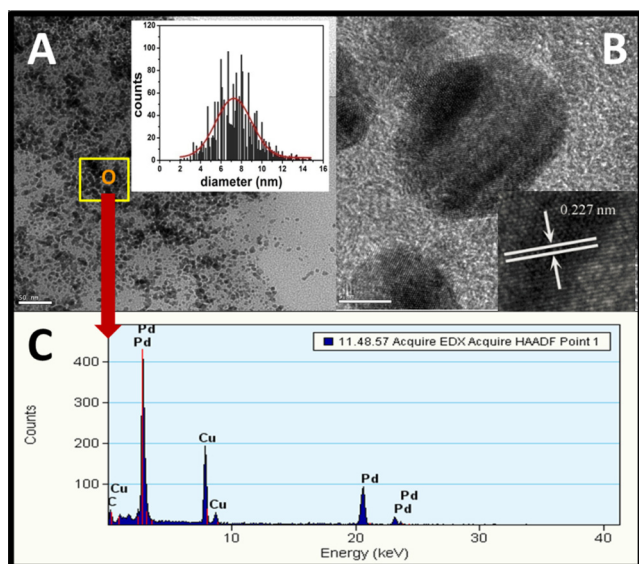 A
120
100
80
60
40
20
0
counts
0 2 4 6 8 10 12 14 16
diameter (nm)
O
50 nm
B
0.227 nm
C
Pd
Pd
11.48.57 Acquire EDX Acquire HAADF Point 1
400
300
200
100
Counts
Cu
Cu
C
Cu
Pd
Pd
Pd
10 20 30 40
Energy (keV)